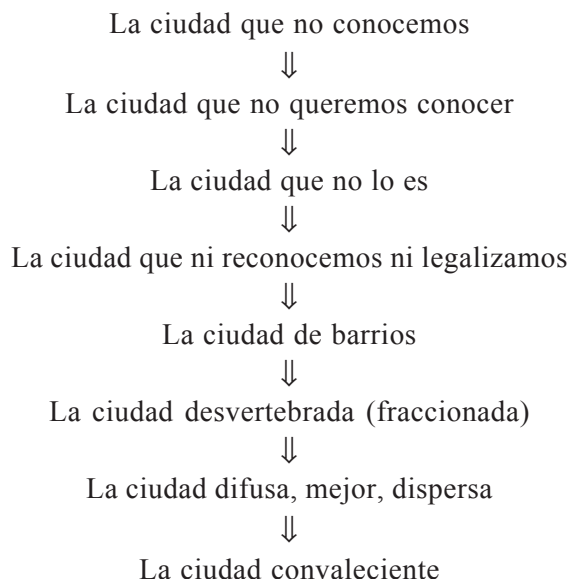 La ciudad que no conocemos
⇓
La ciudad que no queremos conocer
⇓
La ciudad que no lo es
⇓
La ciudad que ni reconocemos ni legalizamos
⇓
La ciudad de barrios
⇓
La ciudad desvertebrada (fraccionada)
⇓
La ciudad difusa, mejor, dispersa
⇓
La ciudad convaleciente